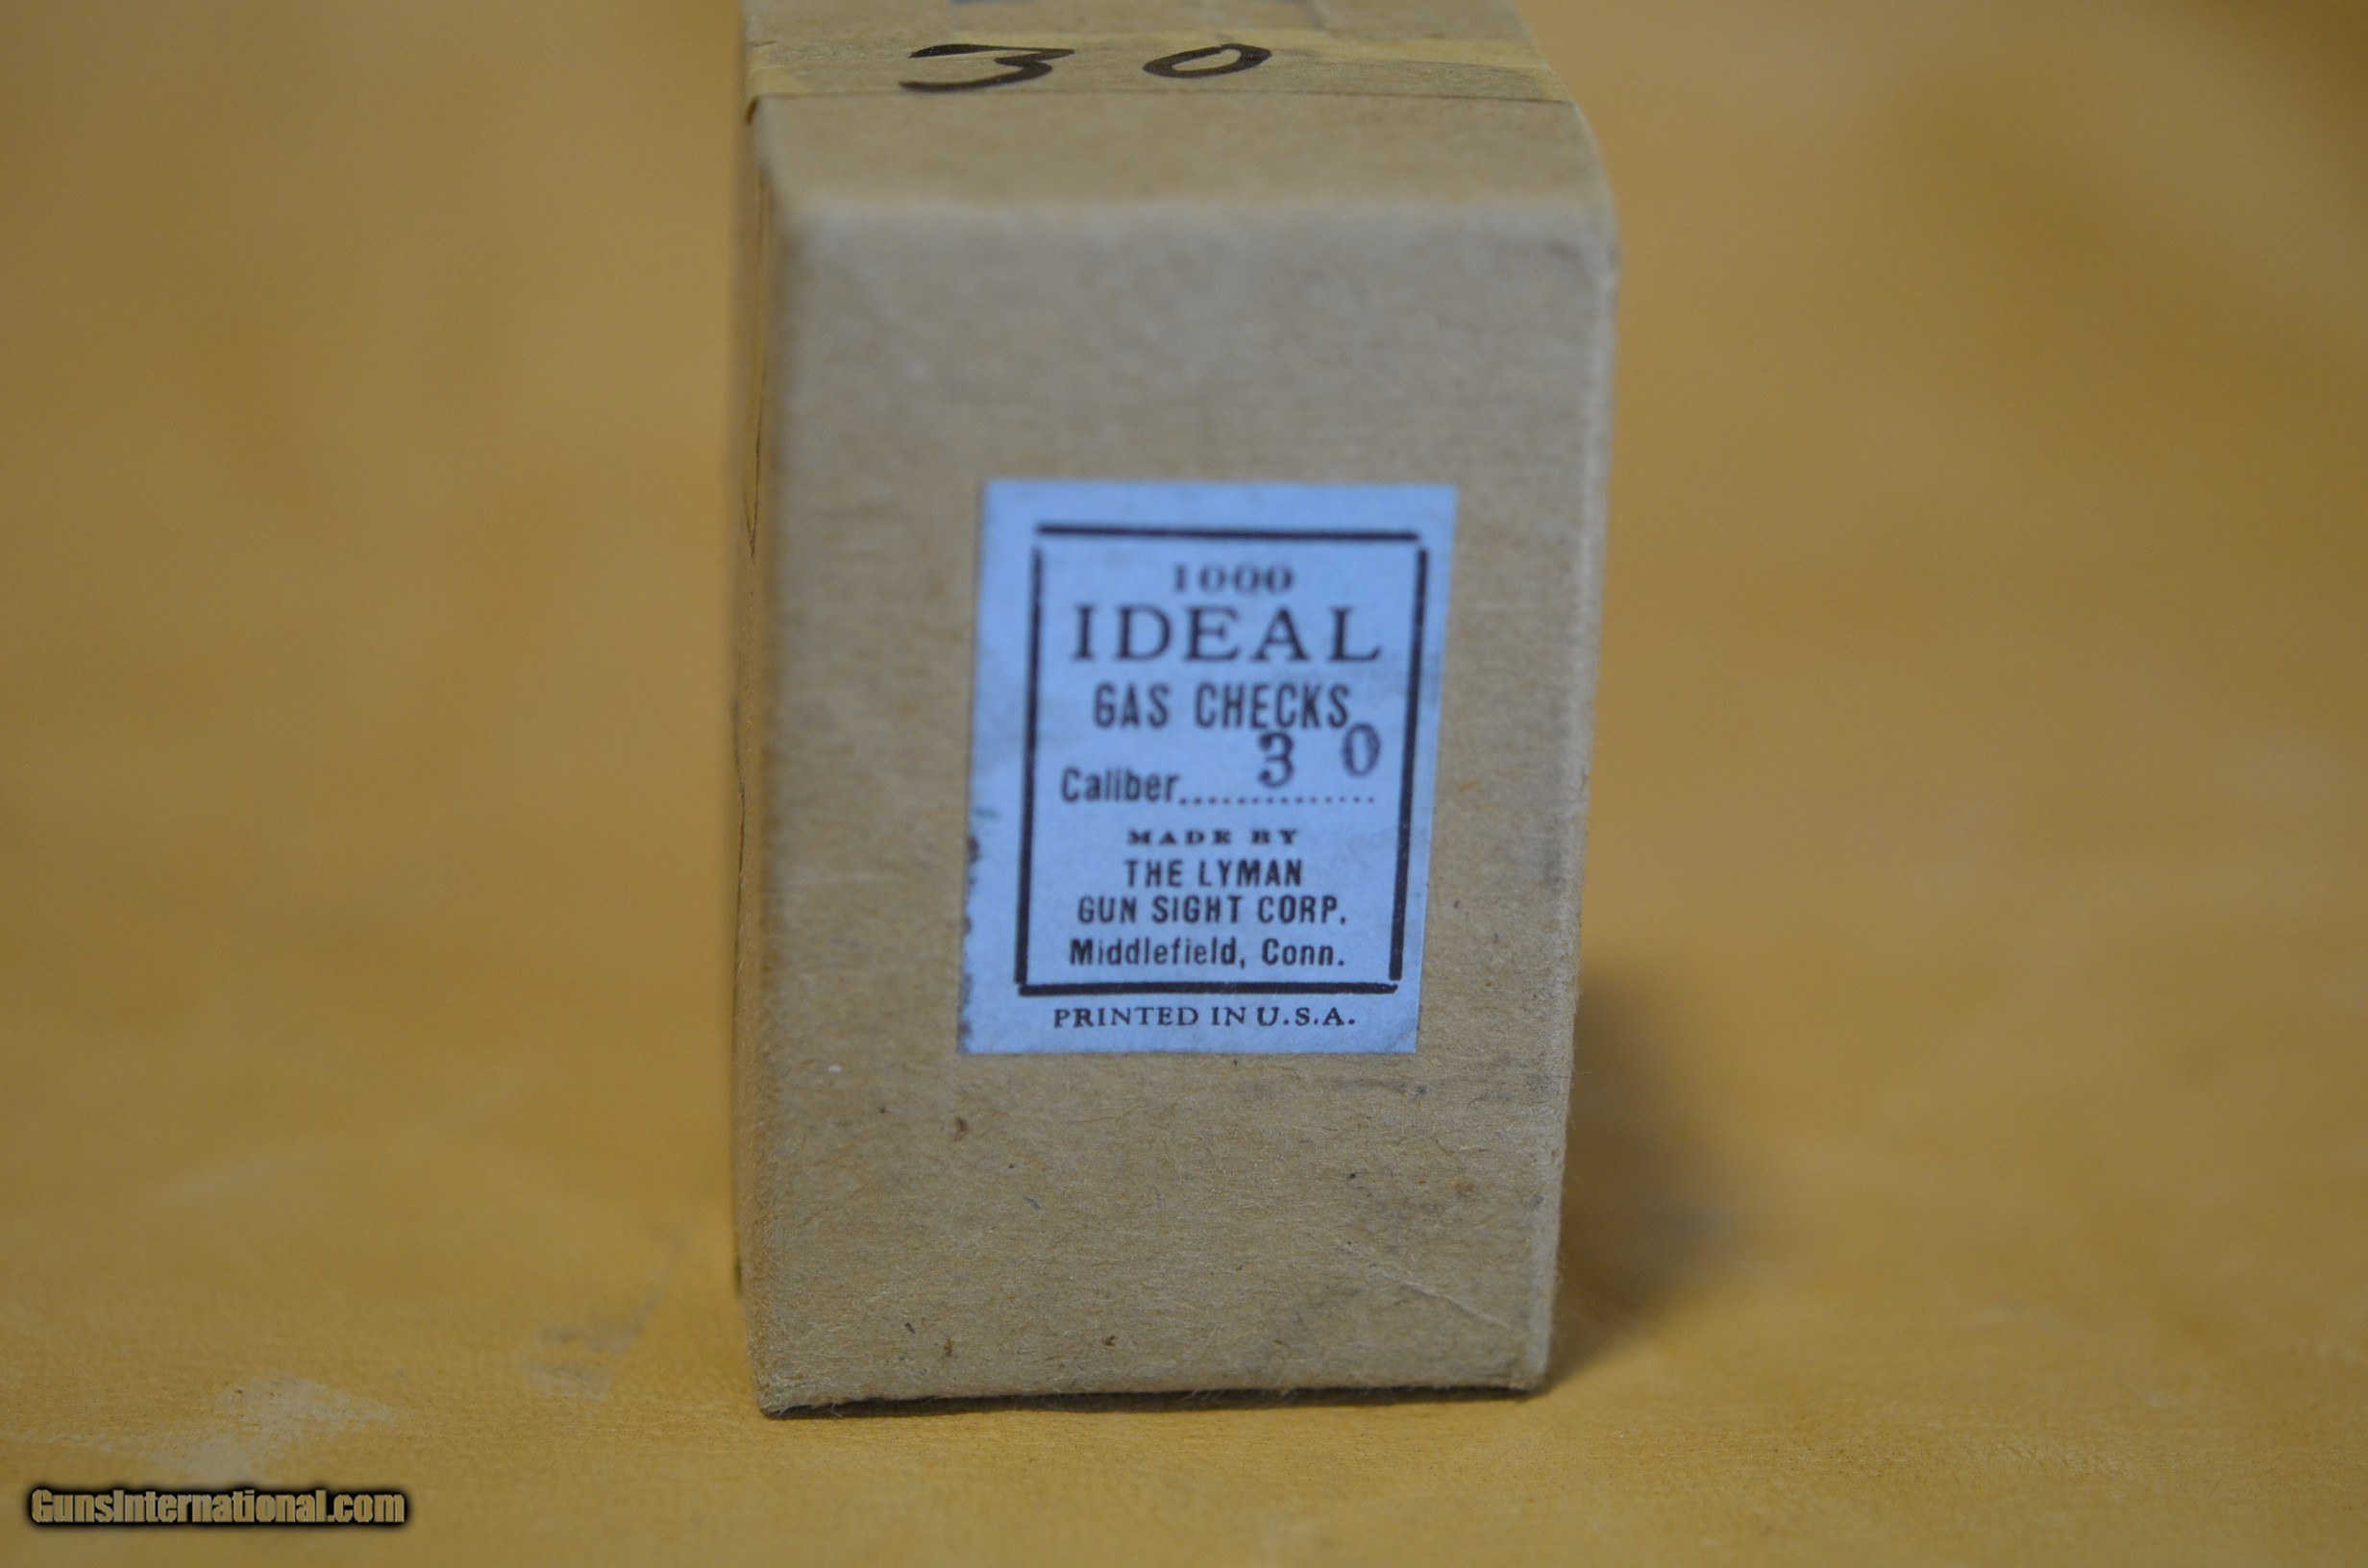 30
1000
IDEAL
GAS CHECKS
Caliber.............. 30
MADE BY
THE LYMAN
GUN SIGHT CORP.
Middlefield, Conn.
PRINTED IN U.S.A.
GunsInternational.com